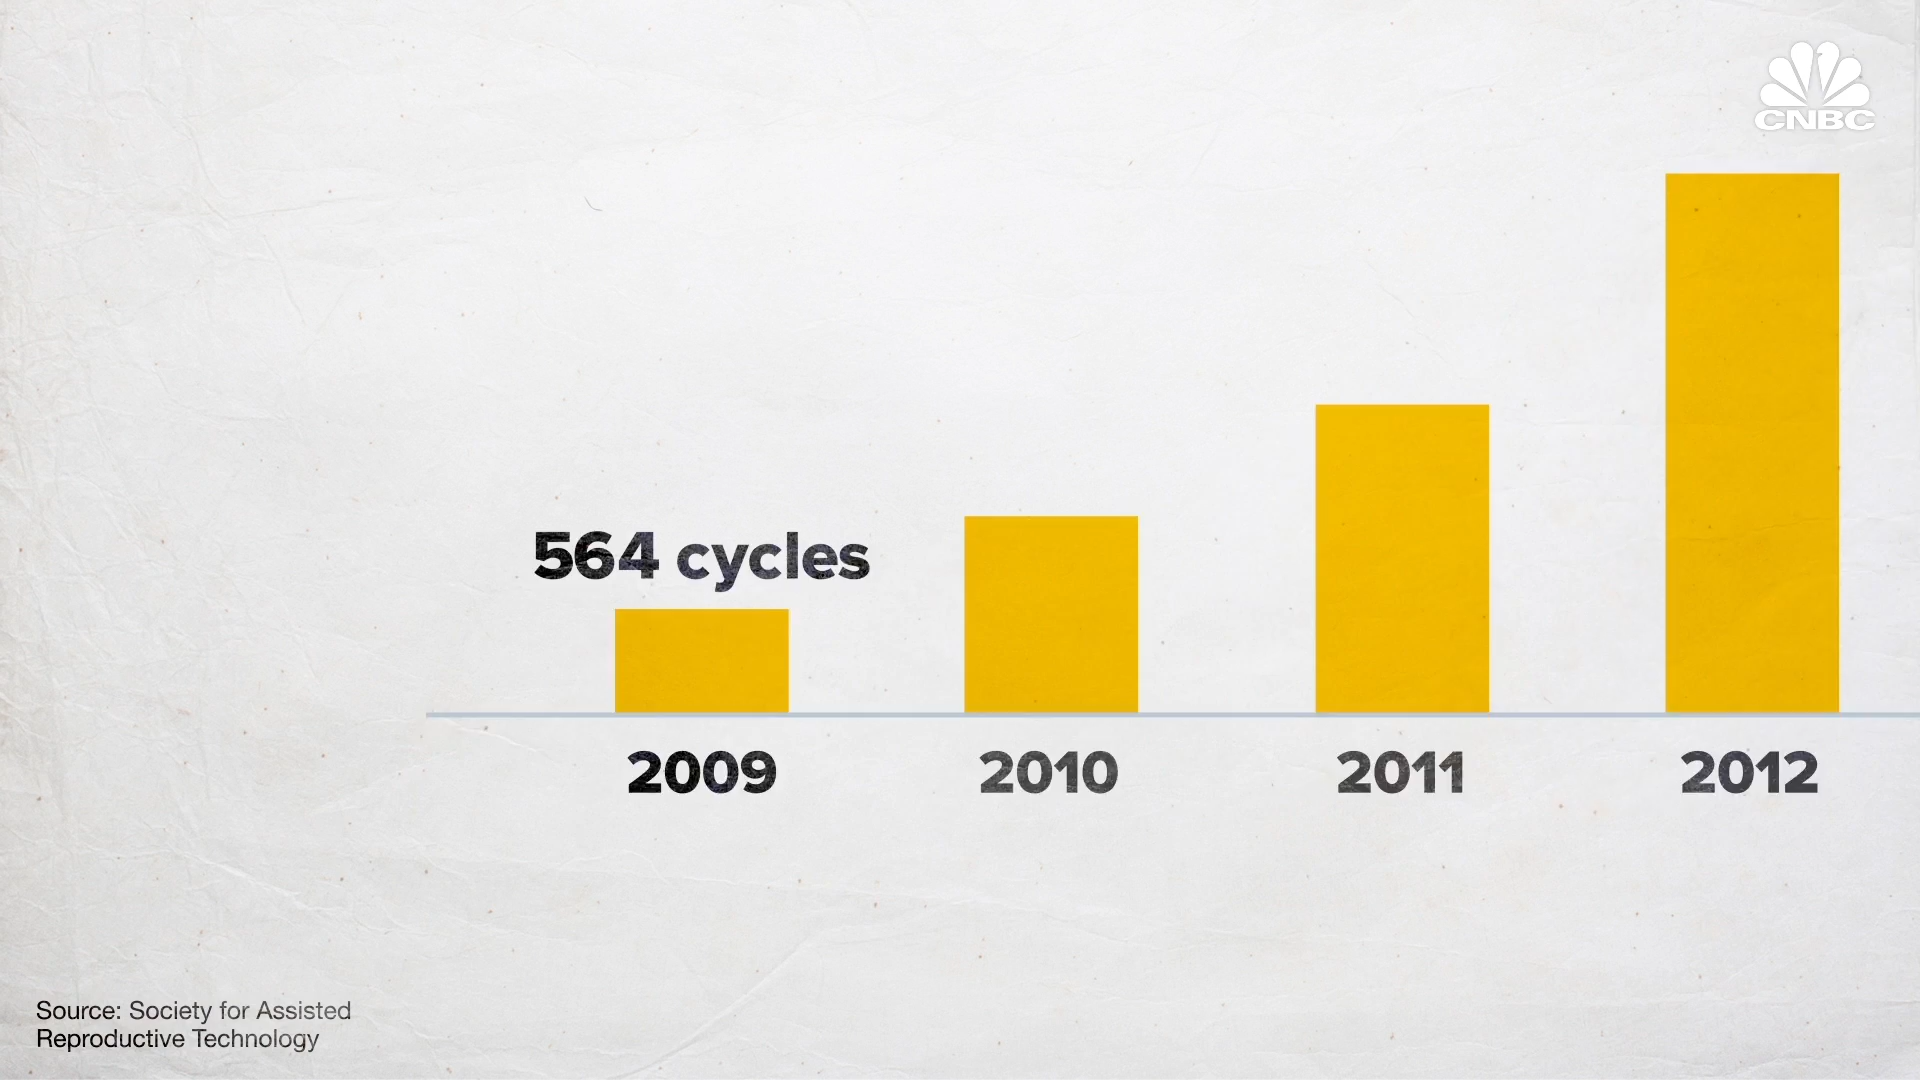 CNBC
564 cycles
2009
2010
2011
2012
Source: Society for Assisted
Reproductive Technology